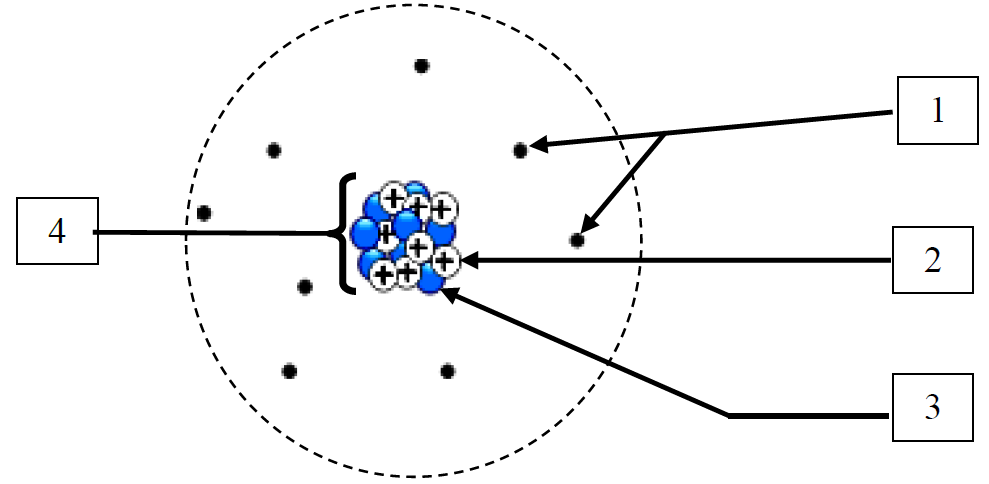 1
4
2
3
+ + + + + + + + +